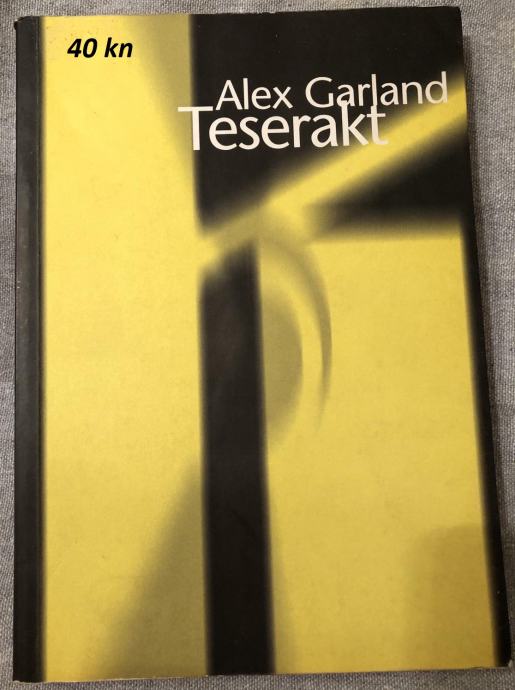 40 kn
Alex Garland
Teserakt